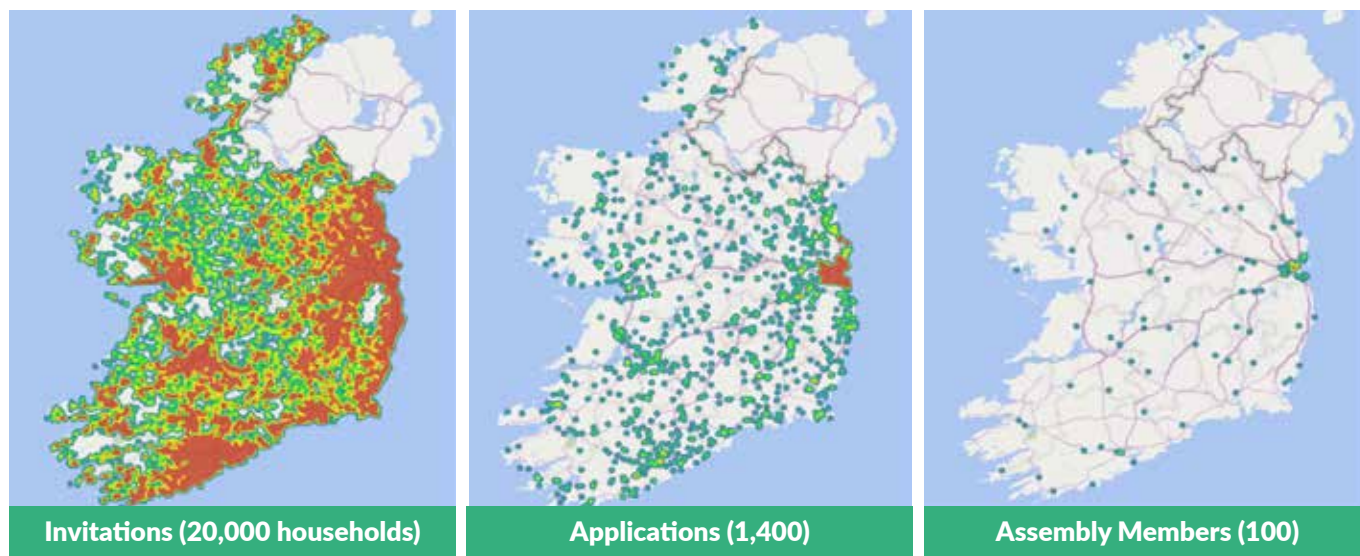 Invitations (20,000 households)
Applications (1,400)
Assembly Members (100)